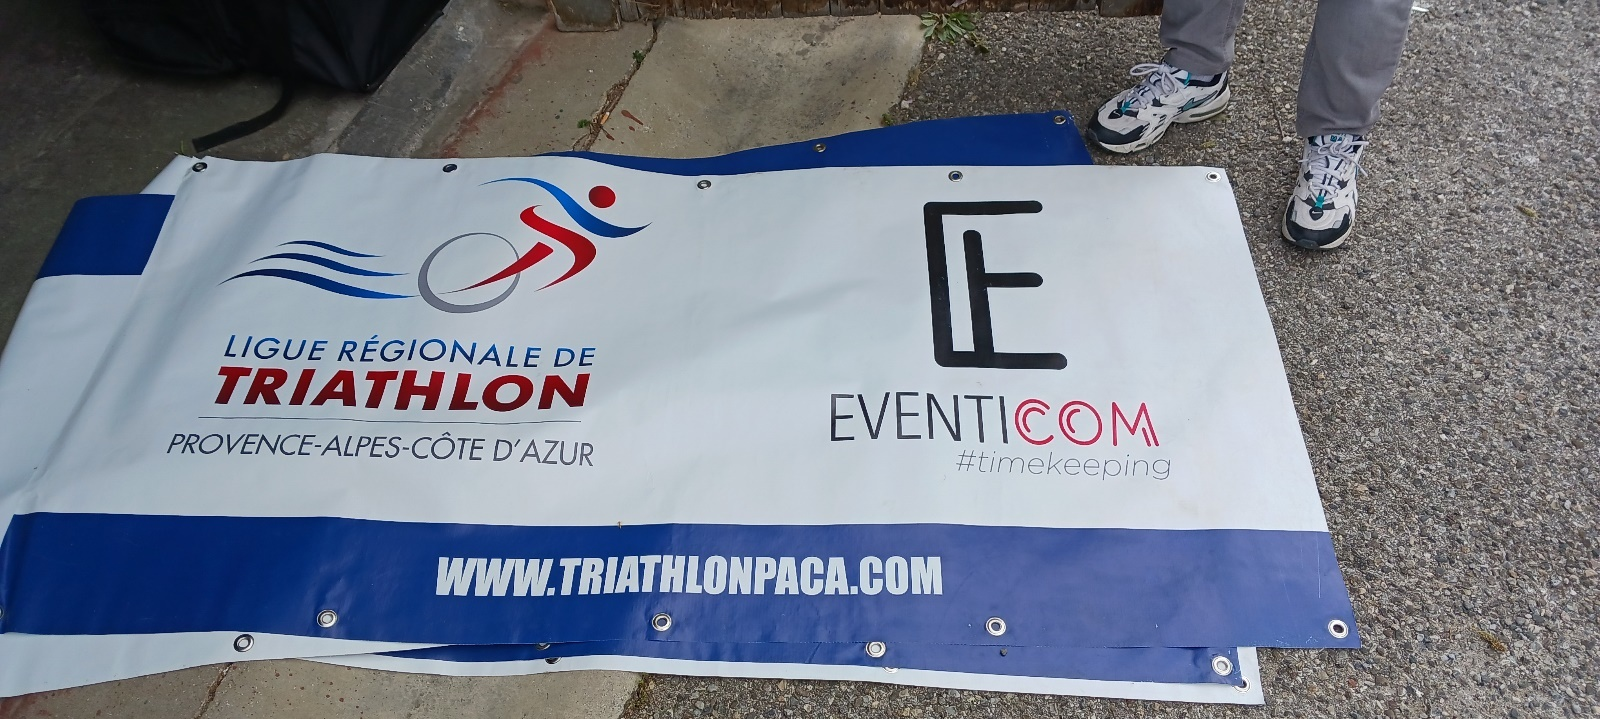 LIGUE RÉGIONALE DE
TRIATHLON
PROVENCE-ALPES-CÔTE D'AZUR
E
EVENTICOM
#timekeeping
WWW.TRIATHLONPACA.COM